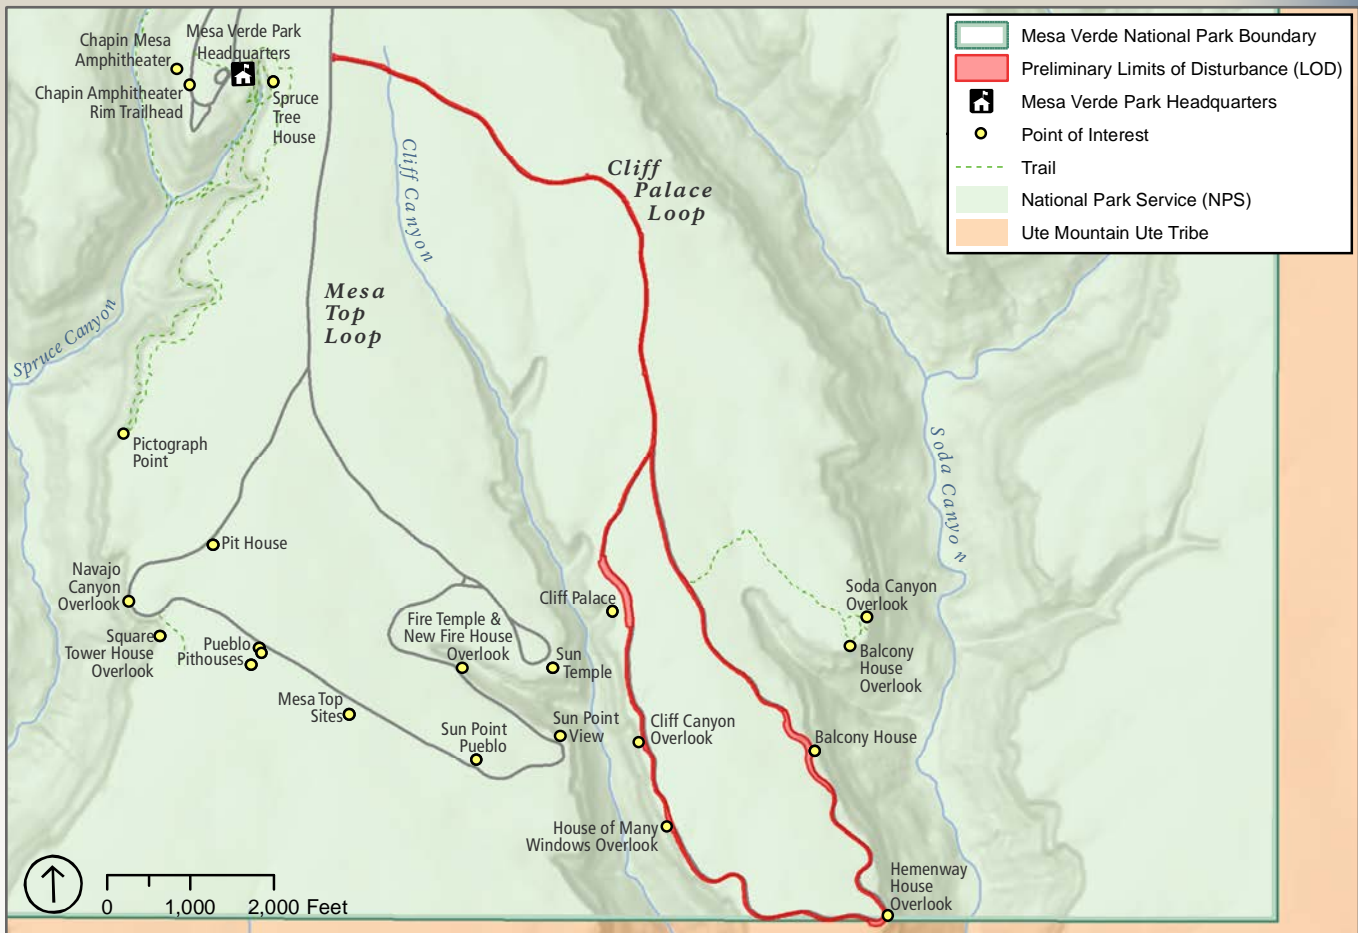 Mesa Verde Park
Headquarters
Chapin Mesa
Amphitheater
Chapin Amphitheater
Rim Trailhead
Spruce
Tree
House
Mesa Verde National Park Boundary
Preliminary Limits of Disturbance (LOD)
Mesa Verde Park Headquarters
Point of Interest
Trail
National Park Service (NPS)
Ute Mountain Ute Tribe
Cliff Canyon
Cliff
Palace
Loop
Mesa
Top
Loop
Spruce Canyon
Pictograph
Point
Soda Canyon
Pit House
Navajo
Canyon
Overlook
Square
Tower House
Overlook
Pueblo
Pithouses
Mesa Top
Sites
Fire Temple &
New Fire House
Overlook
Sun
Temple
Cliff Palace
Soda Canyon
Overlook
Balcony
House
Overlook
Sun Point
Pueblo
Sun Point
View
Cliff Canyon
Overlook
Balcony House
House of Many
Windows Overlook
Hemenway
House
Overlook
0 1,000 2,000 Feet